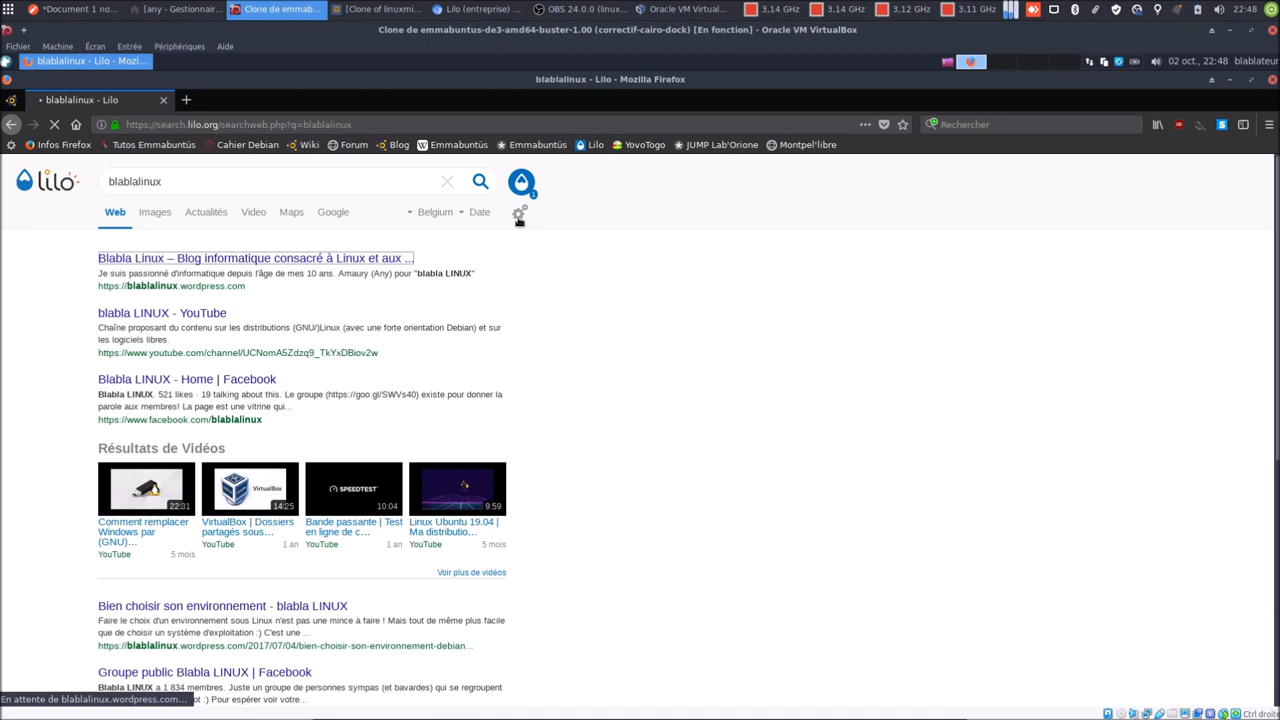 *Document 1 no... [any - Gestionnair... Clone de emmab... [Clone of linuxmi... Lilo (entreprise) ... OBS 24.0.0 (linux... Oracle VM Virtual... 3.14 GHz 3.14 GHz 3.12 GHz 3.11 GHz 22:48
Clone de emmabuntus-de3-amd64-buster-1.00 (correctif-cairo-dock) [En fonction] - Oracle VM VirtualBox
Fichier Machine Écran Entrée Périphériques Aide
blablalinux - Lilo - Mozi... 02 oct., 22:48 blablateur
blablalinux - Lilo - Mozilla Firefox
blablalinux - Lilo
https://search.lilo.org/searchweb.php?q=blablalinux Rechercher
Infos Firefox Tutos Emmabuntüs Cahier Debian Wiki Forum Blog Emmabuntüs Emmabuntüs Lilo YovoTogo JUMP Lab'Orione Montpel'libre
lilo blablalinux 1
Web Images Actualités Video Maps Google Belgium Date
Blabla Linux – Blog informatique consacré à Linux et aux ...
Je suis passionné d'informatique depuis l'âge de mes 10 ans. Amaury (Any) pour "blabla LINUX"
https://blablalinux.wordpress.com
blabla LINUX - YouTube
Chaîne proposant du contenu sur les distributions (GNU/)Linux (avec une forte orientation Debian) et sur
les logiciels libres.
https://www.youtube.com/channel/UCNomA5Zdzq9_TkYxDBiov2w
Blabla LINUX - Home | Facebook
Blabla LINUX. 521 likes · 19 talking about this. Le groupe (https://goo.gl/SWVs40) existe pour donner la
parole aux membres! La page est une vitrine qui...
https://www.facebook.com/blablalinux
Résultats de Vidéos
22:31 VirtualBox 14:25 SPEEDTEST 10:04 9:59
Comment remplacer VirtualBox | Dossiers Bande passante | Test Linux Ubuntu 19.04 |
Windows par partagés sous… en ligne de c… Ma distributio…
(GNU)…
YouTube 1 an YouTube 1 an YouTube 5 mois
YouTube 5 mois
Voir plus de vidéos
Bien choisir son environnement - blabla LINUX
Faire le choix d'un environnement sous Linux n'est pas une mince à faire ! Mais tout de même plus facile
que de choisir un système d'exploitation :) C'est une ...
https://blablalinux.wordpress.com/2017/07/04/bien-choisir-son-environnement-debian...
Groupe public Blabla LINUX | Facebook
Blabla LINUX a 1 834 membres. Juste un groupe de personnes sympas (et bavardes) qui se regroupent
En attente de blablalinux.wordpress.com… ot :) Pour espérer voir votre...
Ctrl droite